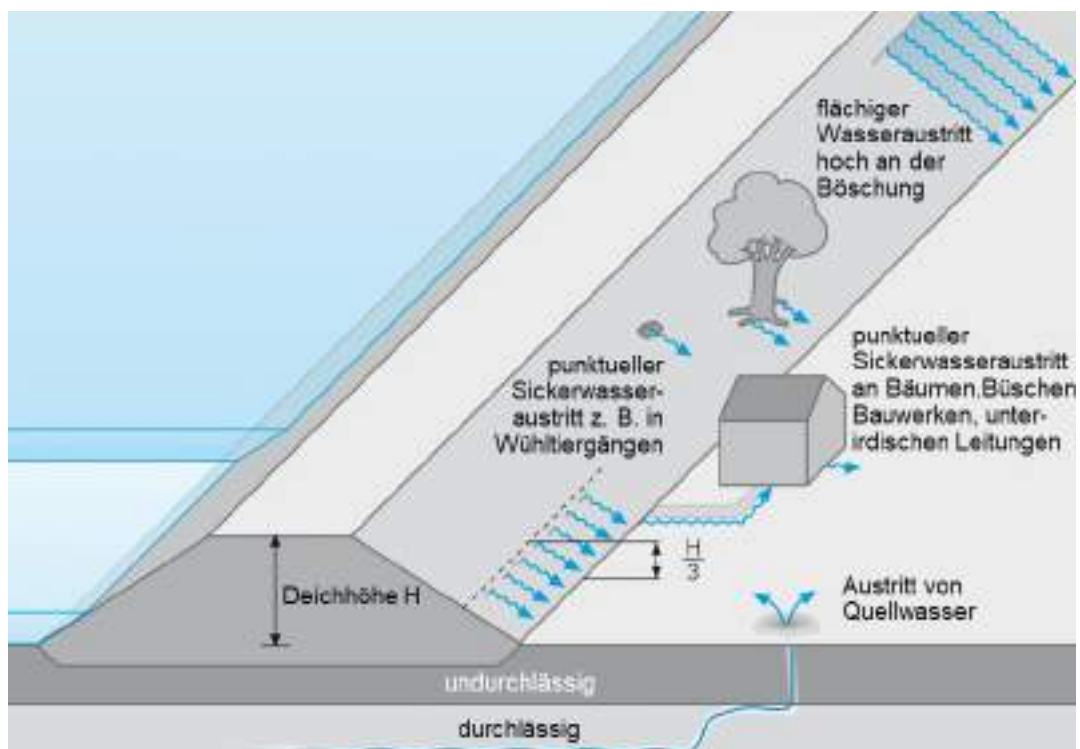 flächiger
Wasseraustritt
hoch an der
Böschung
punktueller
Sickerwasser-
austritt z. B. in
Wühltiergängen
punktueller
Sickerwasseraustritt
an Bäumen,Büschen
Bauwerken, unter-
irdischen Leitungen
H
3
Deichhöhe H
Austritt von
Quellwasser
undurchlässig
durchlässig